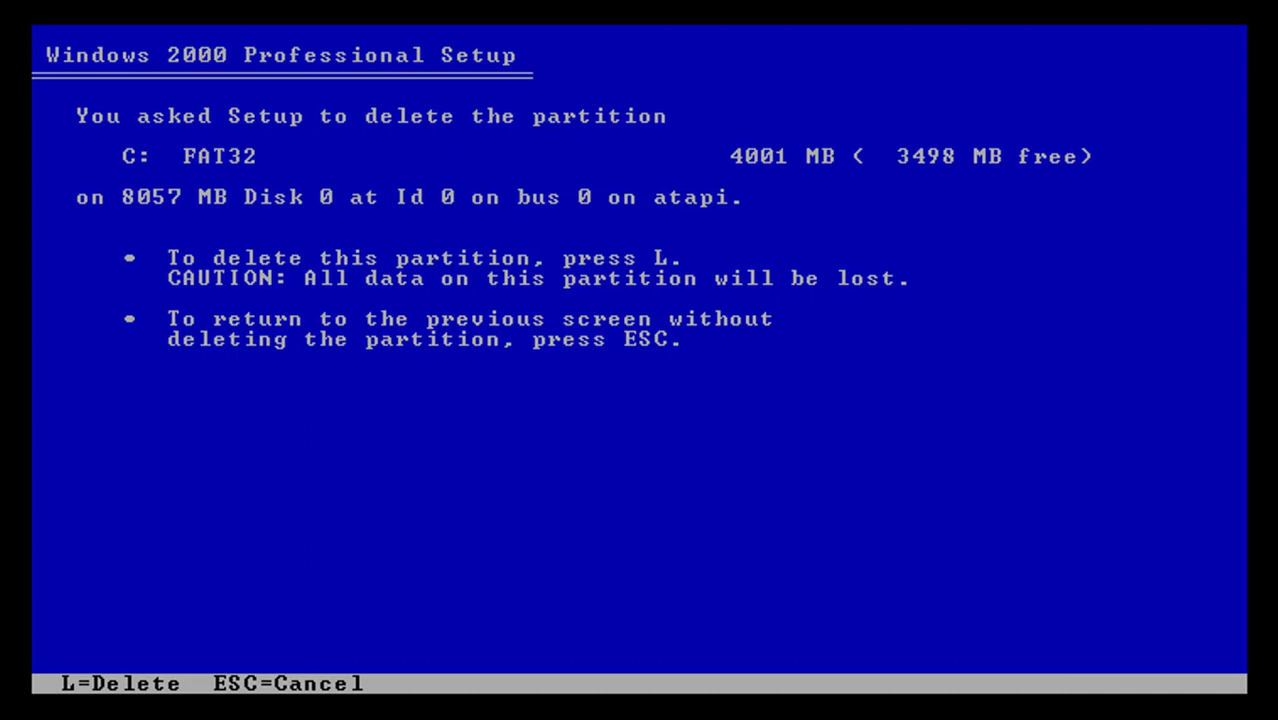 Windows 2000 Professional Setup
You asked Setup to delete the partition
C: FAT32 4001 MB ( 3498 MB free)
on 8057 MB Disk 0 at Id 0 on bus 0 on atapi.
• To delete this partition, press L.
CAUTION: All data on this partition will be lost.
• To return to the previous screen without
deleting the partition, press ESC.
L=Delete ESC=Cancel